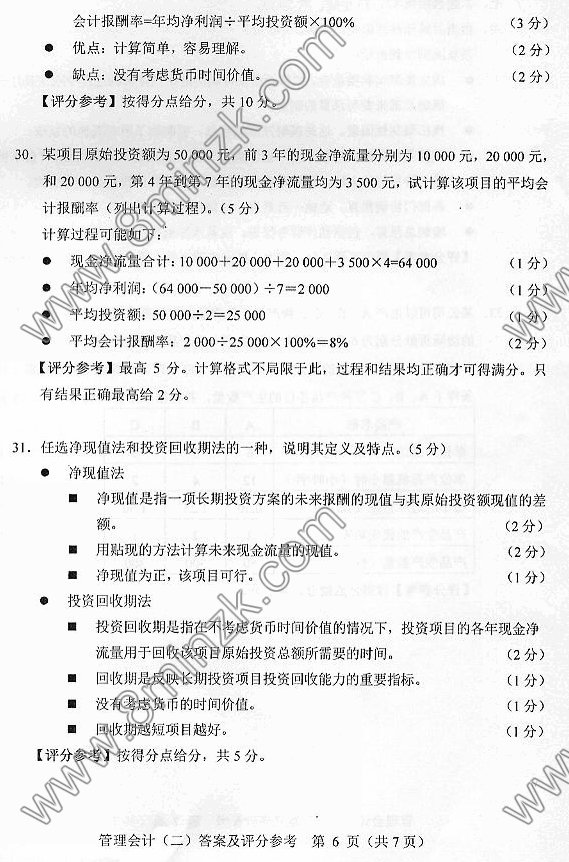 会计报酬率=年均净利润÷平均投资额×100% （3 分）
● 优点：计算简单，容易理解。 （2 分）
● 缺点：没有考虑货币时间价值。 （2 分）
【评分参考】按得分点给分，共 10 分。
30．某项目原始投资额为 50 000 元，前 3 年的现金净流量分别为 10 000 元，20 000 元，
和 20 000 元，第 4 年到第 7 年的现金净流量均为 3 500 元，试计算该项目的平均会
计报酬率（列出计算过程）。（5 分）
计算过程可能如下：
● 现金净流量合计：10 000+20 000+20 000+3 500×4=64 000 （1 分）
● 年均净利润：（64 000－50 000）÷7=2 000 （1 分）
● 平均投资额：50 000÷2=25 000 （1 分）
● 平均会计报酬率：2 000÷25 000×100%=8% （2 分）
【评分参考】最高 5 分。计算格式不局限于此，过程和结果均正确才可得满分。只
有结果正确最高给 2 分。
31．任选净现值法和投资回收期法的一种，说明其定义及特点。（5 分）
● 净现值法
■ 净现值是指一项长期投资方案的未来报酬的现值与其原始投资额现值的差
额。 （2 分）
■ 用贴现的方法计算未来现金流量的现值。 （2 分）
■ 净现值为正，该项目可行。 （1 分）
● 投资回收期法
■ 投资回收期是指在不考虑货币时间价值的情况下，投资项目的各年现金净
流量用于回收该项目原始投资总额所需要的时间。 （2 分）
■ 回收期是反映长期投资项目投资回收能力的重要指标。 （1 分）
■ 没有考虑货币的时间价值。 （1 分）
■ 回收期越短项目越好。 （1 分）
【评分参考】按得分点给分，共 5 分。
管理会计（二）答案及评分参考 第 6 页（共 7 页）
www.8minzk.com
www.8minzk.com
www.8minzk.com
www.8minzk.com